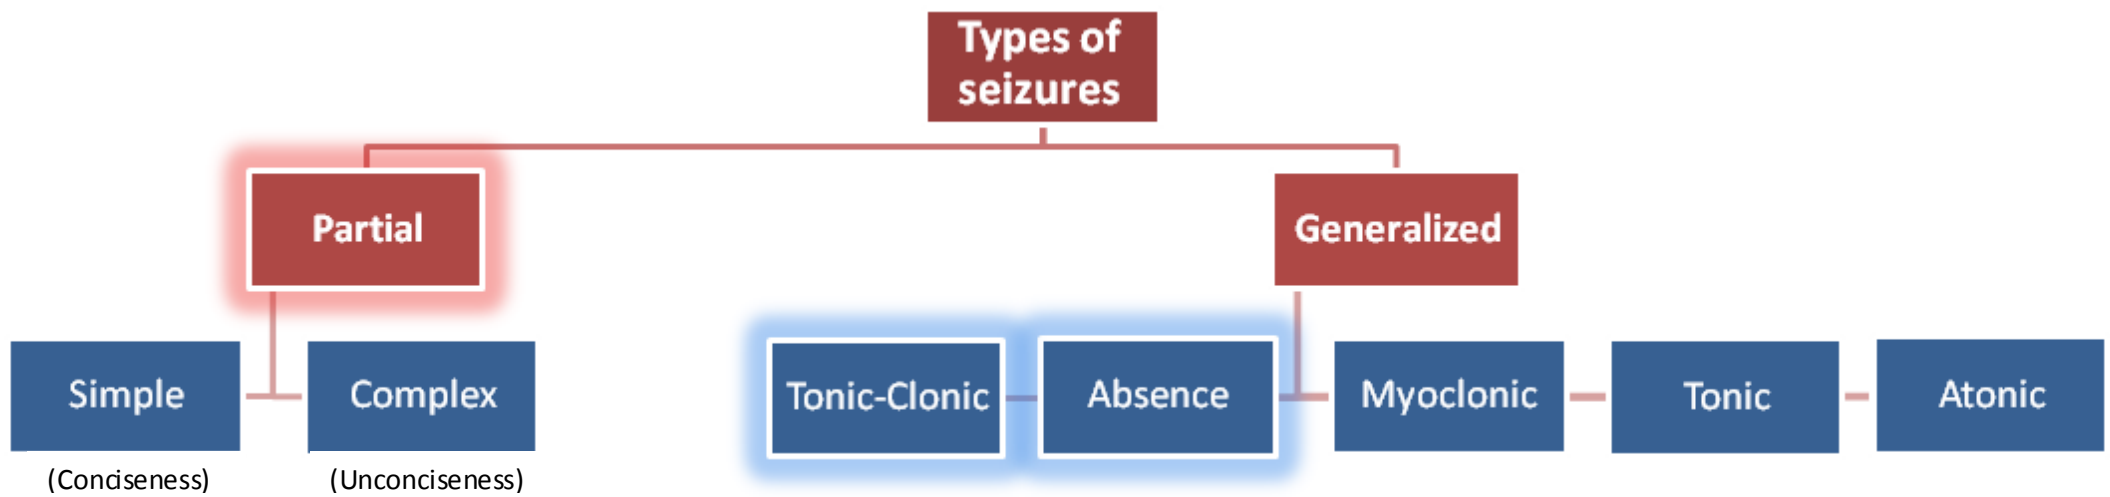 Types of
seizures
Partial
Generalized
Simple
Complex
Tonic-Clonic
Absence
Myoclonic
Tonic
Atonic
(Conciseness)
(Unconciseness)